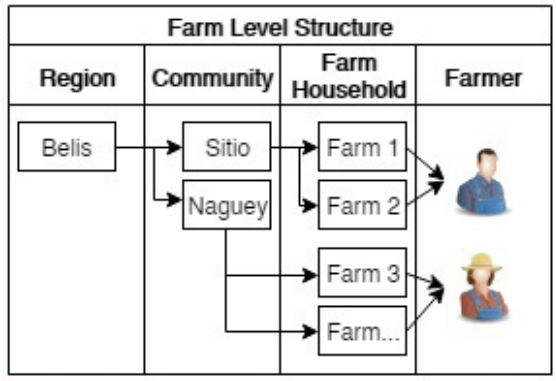 Farm Level Structure
Region
Community
Farm
Household
Farmer
Belis
Sitio
Farm 1
Naguey
Farm 2
Farm 3
Farm...